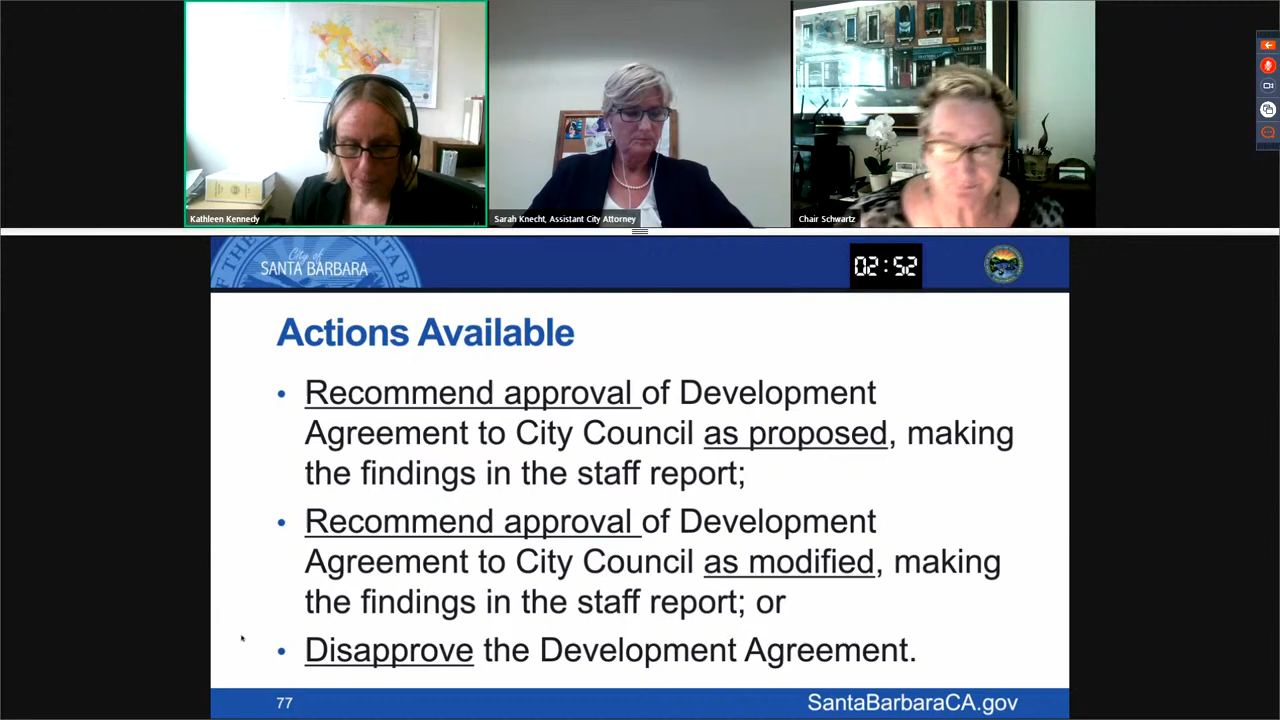 Kathleen Kennedy
Sarah Knecht, Assistant City Attorney
Chair Schwartz
City of
SANTA BARBARA
02:52
Actions Available
• Recommend approval of Development
Agreement to City Council as proposed, making
the findings in the staff report;
• Recommend approval of Development
Agreement to City Council as modified, making
the findings in the staff report; or
• Disapprove the Development Agreement.
77
SantaBarbaraCA.gov